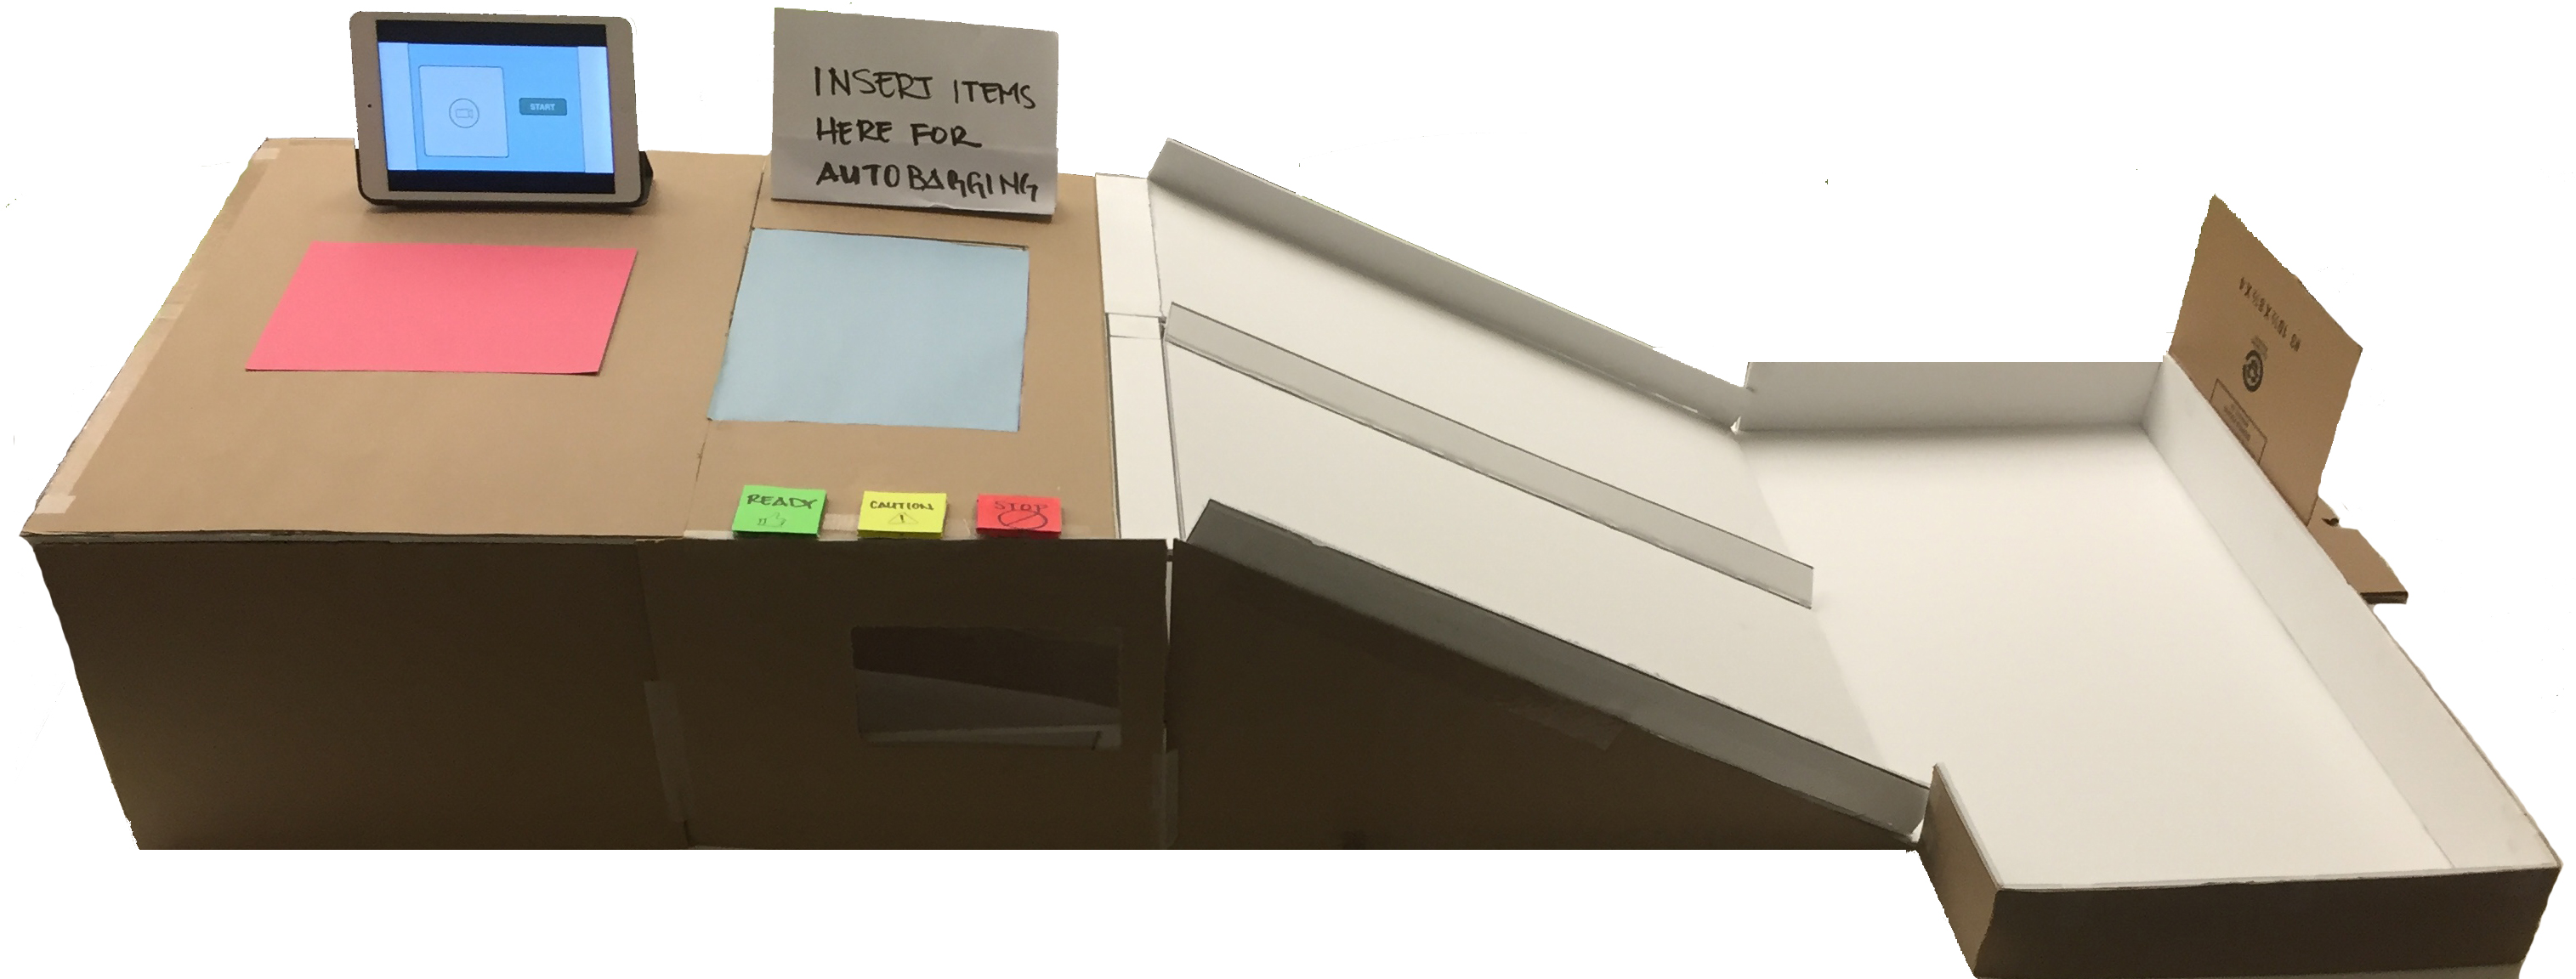 START
INSERT ITEMS
HERE FOR
AUTOBAGGING
READY
CAUTION
!
STOP